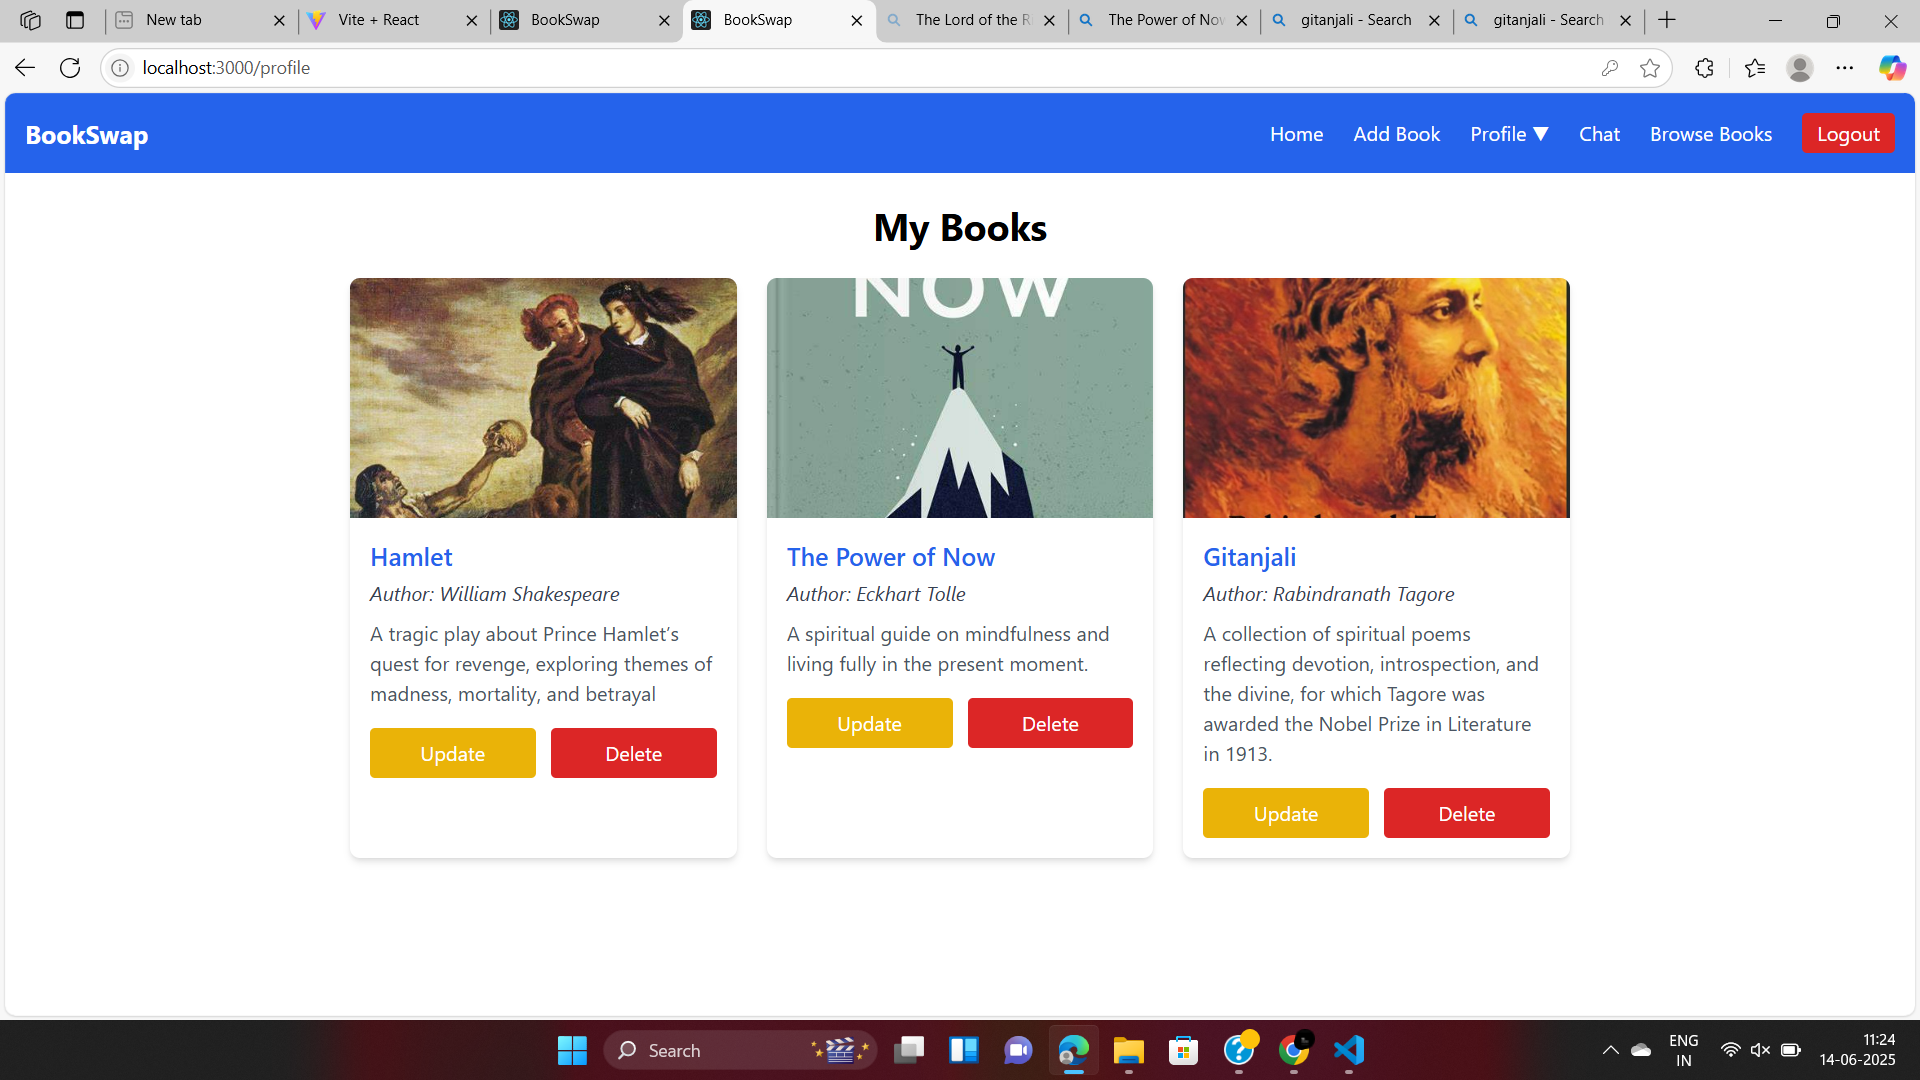 New tab
Vite + React
BookSwap
BookSwap
The Lord of the R
The Power of Nov
gitanjali - Search
gitanjali - Search
localhost:3000/profile
BookSwap
Home
Add Book
Profile ▼
Chat
Browse Books
Logout
My Books
NOW
Hamlet
Author: William Shakespeare
A tragic play about Prince Hamlet’s
quest for revenge, exploring themes of
madness, mortality, and betrayal
Update
Delete
The Power of Now
Author: Eckhart Tolle
A spiritual guide on mindfulness and
living fully in the present moment.
Update
Delete
Gitanjali
Author: Rabindranath Tagore
A collection of spiritual poems
reflecting devotion, introspection, and
the divine, for which Tagore was
awarded the Nobel Prize in Literature
in 1913.
Update
Delete
Search
ENG
IN
11:24
14-06-2025